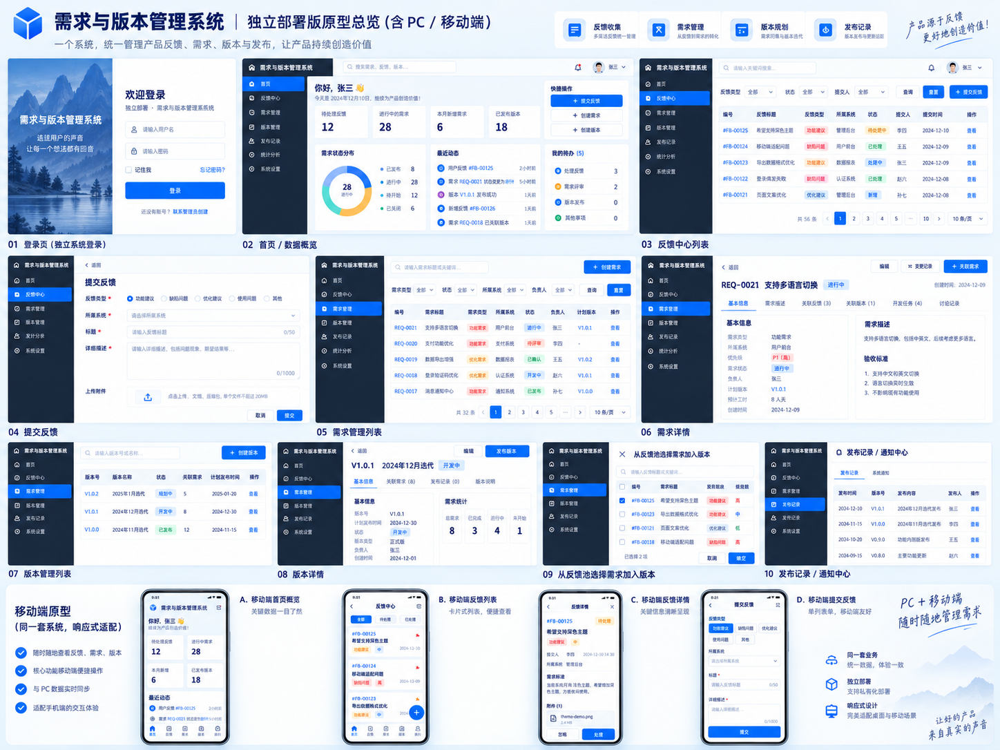 需求与版本管理系统 | 独立部署版原型总览 (含 PC / 移动端)
一个系统，统一管理产品反馈、需求、版本与发布，让产品持续创造价值
反馈收集
需求管理
版本规划
发布记录
产品源于反馈
更好地创造价值!
需求与版本管理系统
欢迎登录
独立部署 · 需求与版本管理系统
请输入用户名
请输入密码
记住我 忘记密码?
登录
还没有账号? 联系管理员创建
01 登录页 (独立系统登录)
需求与版本管理系统
搜索需求、反馈、版本...
张三
首页
反馈中心
需求管理
版本管理
发布记录
统计分析
系统设置
你好, 张三 👋
今天是 2024年12月10日, 继续为产品创造价值!
待处理反馈 12
进行中的需求 28
本月新增需求 6
已发布版本 18
快捷操作
+ 提交反馈
+ 创建需求
+ 创建版本
需求状态分布
28
进行中
已发布 8
进行中 28
待开始 12
已关闭 6
最近动态
用户反馈 #FB-00125 2小时前
需求 REQ-0021 5小时前
版本 V1.0.1 发布成功 1天前
新增反馈 #FB-00126 1天前
需求 REQ-0018 已关联版本 1天前
我的待办 (5)
处理反馈 3
需求评审 2
版本发布 0
其他事项 0
02 首页 / 数据概览
需求与版本管理系统
请输入关键词搜索...
张三
首页
反馈中心
需求管理
版本管理
发布记录
统计分析
系统设置
反馈类型 全部 状态 全部 提交人 全部 查询 重置 + 提交反馈
编号 反馈标题 反馈类型 所属系统 状态 提交人 提交时间 操作
#FB-00125 希望支持深色主题 功能建议 管理后台 待处理中 李四 2024-12-10 查看
#FB-00124 移动端适配问题 缺陷问题 用户前台 已处理 王五 2024-12-09 查看
#FB-00123 导出数据格式优化 功能建议 数据报表 处理中 张三 2024-12-09 查看
#FB-00122 登录偶发失败 缺陷问题 认证系统 已处理 赵六 2024-12-08 查看
#FB-00121 页面文案优化 优化建议 管理后台 新增 孙七 2024-12-08 查看
共 56 条 1 2 3 4 5 ... 10 10 条/页
03 反馈中心列表
需求与版本管理系统
首页
反馈中心
需求管理
版本管理
系统设置
返回
提交反馈
反馈类型 * 功能建议 缺陷问题 优化建议 使用问题 其他
所属系统 * 请选择所属系统
标题 * 请输入反馈标题 0/50
详细描述 * 请输入详细描述, 包括问题现象, 期望结果等...
0/1000
上传附件 点击上传、文档、压缩包, 单个文件不超过 20MB
取消 提交
04 提交反馈
需求与版本管理系统
首页
反馈中心
需求管理
版本管理
发布记录
统计分析
系统设置
请输入需求标题或关键词... + 创建需求
需求类型 全部 状态 全部 所属系统 全部 负责人 全部 查询 重置
编号 需求标题 需求类型 所属系统 状态 负责人 计划版本 操作
REQ-0021 支持多语言切换 功能需求 用户前台 进行中 张三 V1.0.1 查看
REQ-0020 支付功能优化 功能需求 支付系统 待评审 李四 - 查看
REQ-0019 数据导出增强 优化需求 数据报表 已确认 王五 V1.0.2 查看
REQ-0018 登录验证码优化 优化需求 认证系统 开发中 赵六 V1.0.1 查看
REQ-0017 消息通知中心 功能需求 通知系统 已发布 孙七 V1.0.0 查看
共 32 条 1 2 3 4 5 ... 10 条/页
05 需求管理列表
需求与版本管理系统
首页
反馈中心
需求管理
版本管理
发布记录
统计分析
系统设置
返回 编辑 变更记录 + 关联需求
REQ-0021 支持多语言切换 进行中 创建时间: 2024-12-09
基本信息 需求描述 关联反馈 (3) 关联版本 (1) 开发任务 (4) 讨论记录
基本信息
需求类型 功能需求
所属系统 用户前台
优先级 P1 (高)
需求状态 进行中
负责人 张三
计划版本 V1.0.1
预计工时 8 人天
创建时间 2024-12-09
需求描述
支持多语言切换, 包括中英文, 后续考虑更多语言。
验收标准
1. 支持中文和英文切换
2. 语言切换实时生效
3. 不影响现有功能使用
06 需求详情
需求与版本管理系统
首页
反馈中心
需求管理
版本管理
发布记录
系统设置
请输入版本号或名称... + 创建版本
版本号 版本名称 状态 关联需求 计划发布时间 操作
V1.0.2 2025年1月迭代 规划中 5 2025-01-20 查看
V1.0.1 2024年12月迭代 开发中 8 2024-12-30 查看
V1.0.0 2024年11月迭代 已发布 12 2024-11-15 查看
07 版本管理列表
需求与版本管理系统
首页
反馈中心
需求管理
版本管理
发布记录
系统设置
返回 编辑 发布版本
V1.0.1 2024年12月迭代 开发中
基本信息 关联需求 (8) 发布记录 (0) 版本说明
基本信息
版本号 V1.0.1
计划发布时间 2024-12-30
状态 开发中
版本类型 正式版
负责人 张三
创建时间 2024-12-01
需求统计
总需求 8
已完成 3
进行中 4
未开始 1
08 版本详情
需求与版本管理系统
首页
反馈中心
需求管理
版本管理
发布记录
系统设置
从反馈池选择需求加入版本
请输入反馈标题或关键词...
编号 需求标题
#FB-00125 希望支持深色主题 功能建议 高
#FB-00123 导出数据格式优化 功能建议 中
#FB-00121 页面文案优化 优化建议 低
#FB-00118 移动端适配问题 缺陷问题 高
已选择 2 项 取消 确定
09 从反馈池选择需求加入版本
需求与版本管理系统
首页
反馈中心
需求管理
发布记录
系统设置
发布记录 / 通知中心
发布记录 系统通知
发布时间 版本号 发布内容 发布人 操作
2024-12-10 V1.0.1 2024年12月迭代发布 张三 查看
2024-11-15 V1.0.0 2024年11月迭代发布 李四 查看
2024-10-20 V0.9.0 功能内测版发布 王五 查看
2024-09-15 V0.8.0 主要功能更新 赵六 查看
10 发布记录 / 通知中心
移动端原型
(同一套系统, 响应式适配)
随时随地查看反馈、需求、版本
核心功能移动端便捷操作
与 PC 数据实时同步
适配手机端的交互体验
9:31
需求与版本管理系统
你好, 张三 👋
待处理反馈 12
进行中需求 28
本月新增 6
已发布版本 18
最近动态
用户反馈 #FB-00125 2小时前
首页
A. 移动端首页概览
关键数据一目了然
9:31
反馈中心
全部 待处理 已处理
#FB-00125
希望支持深色主题
功能建议 中 2024-12-10
#FB-00124
移动端适配问题
缺陷问题 高 2024-12-09
#FB-00123
导出数据格式优化
功能建议 中
B. 移动端反馈列表
卡片式列表, 便捷查看
9:31
反馈详情
#FB-00125 待处理
希望支持深色主题
功能建议 中
提交人 李四 2024-12-10 14:30
所属系统 管理后台
附件 (1)
theme-demo.png
2.4 MB
忽略 处理
C. 移动端反馈详情
关键信息清晰呈现
9:31
提交反馈
反馈类型
功能建议 缺陷问题 优化建议
使用问题 其他
所属系统
请选择所属系统
标题 *
请输入反馈标题 0/50
详细描述 *
请输入详细描述...
0/1000
提交
D. 移动端提交反馈
单列表单, 移动端友好
PC + 移动端
随时随地管理需求
同一套业务
统一数据, 体验一致
独立部署
支持私有化部署
响应式设计
完美适配桌面与移动场景
让好的产品
来自真实的声音